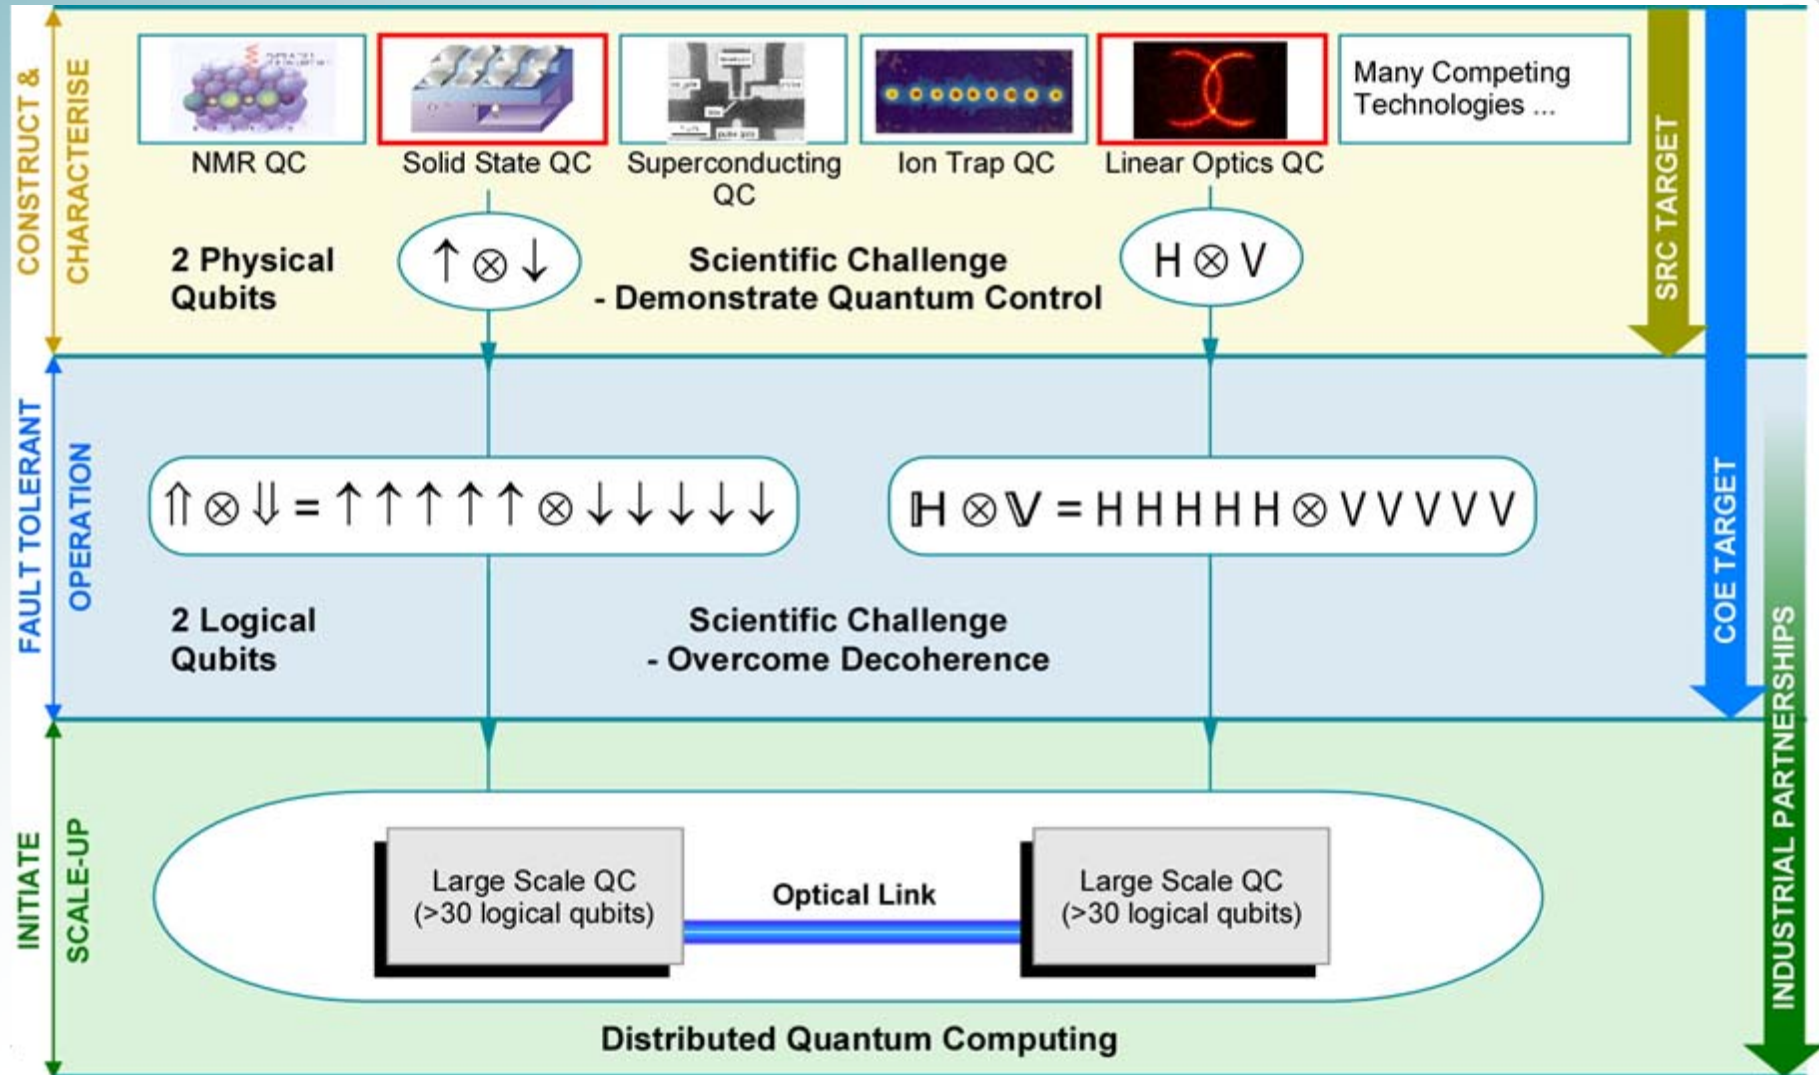 CONSTRUCT &
CHARACTERISE
NMR QC
Solid State QC
Superconducting
QC
Ion Trap QC
Linear Optics QC
Many Competing
Technologies ...
2 Physical
Qubits
↑ ⊗ ↓
Scientific Challenge
- Demonstrate Quantum Control
H ⊗ V
SRC TARGET
FAULT TOLERANT
OPERATION
⇑ ⊗ ⇓ = ↑ ↑ ↑ ↑ ↑ ⊗ ↓ ↓ ↓ ↓ ↓
ℍ ⊗ 𝕍 = H H H H H ⊗ V V V V V
2 Logical
Qubits
Scientific Challenge
- Overcome Decoherence
COE TARGET
INITIATE
SCALE-UP
Large Scale QC
(>30 logical qubits)
Optical Link
Large Scale QC
(>30 logical qubits)
Distributed Quantum Computing
INDUSTRIAL PARTNERSHIPS